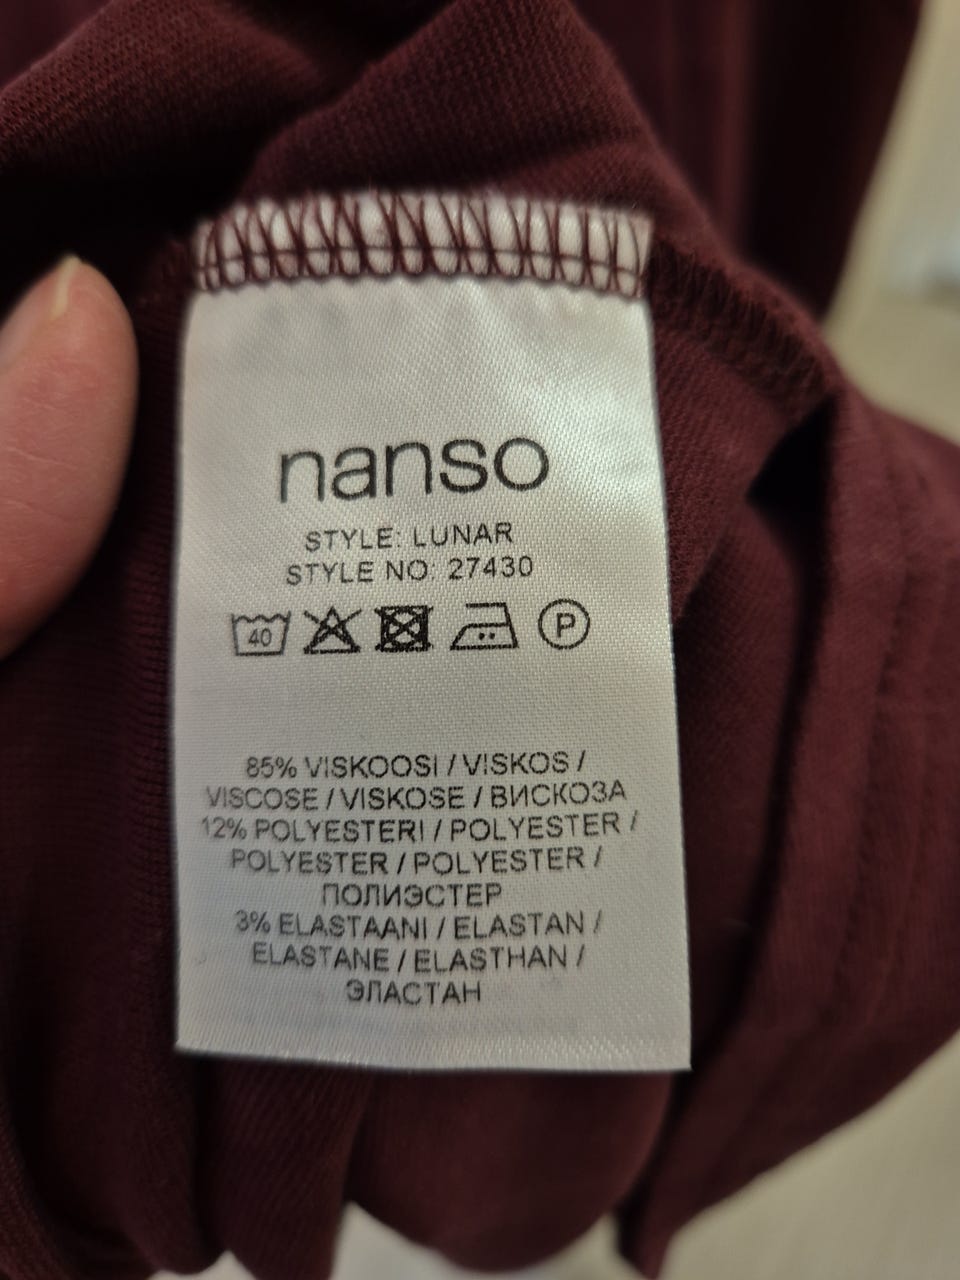 nanso
STYLE: LUNAR
STYLE NO: 27430
40 P
85% VISKOOSI / VISKOS /
VISCOSE / VISKOSE / ВИСКОЗА
12% POLYESTERI / POLYESTER /
POLYESTER / POLYESTER /
ПОЛИЭСТЕР
3% ELASTAANI / ELASTAN /
ELASTANE / ELASTHAN /
ЭЛАСТАН